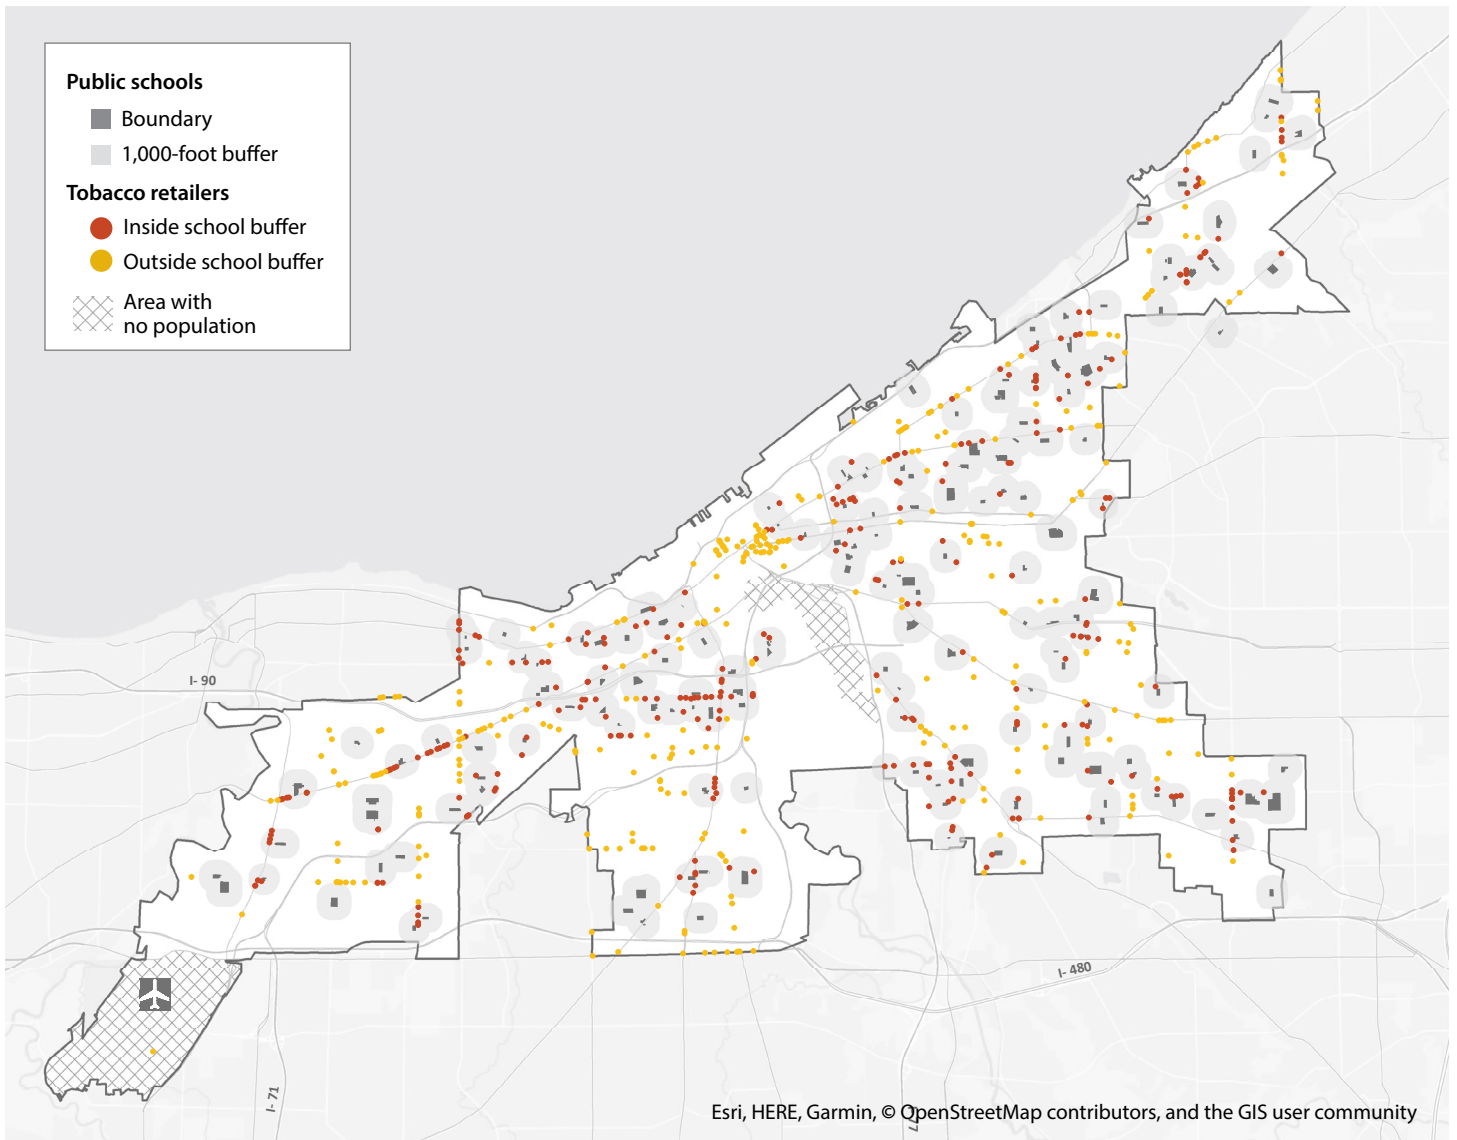 Public schools
Boundary
1,000-foot buffer
Tobacco retailers
Inside school buffer
Outside school buffer
Area with
no population
I- 90
I- 480
I- 71
Esri, HERE, Garmin, © OpenStreetMap contributors, and the GIS user community